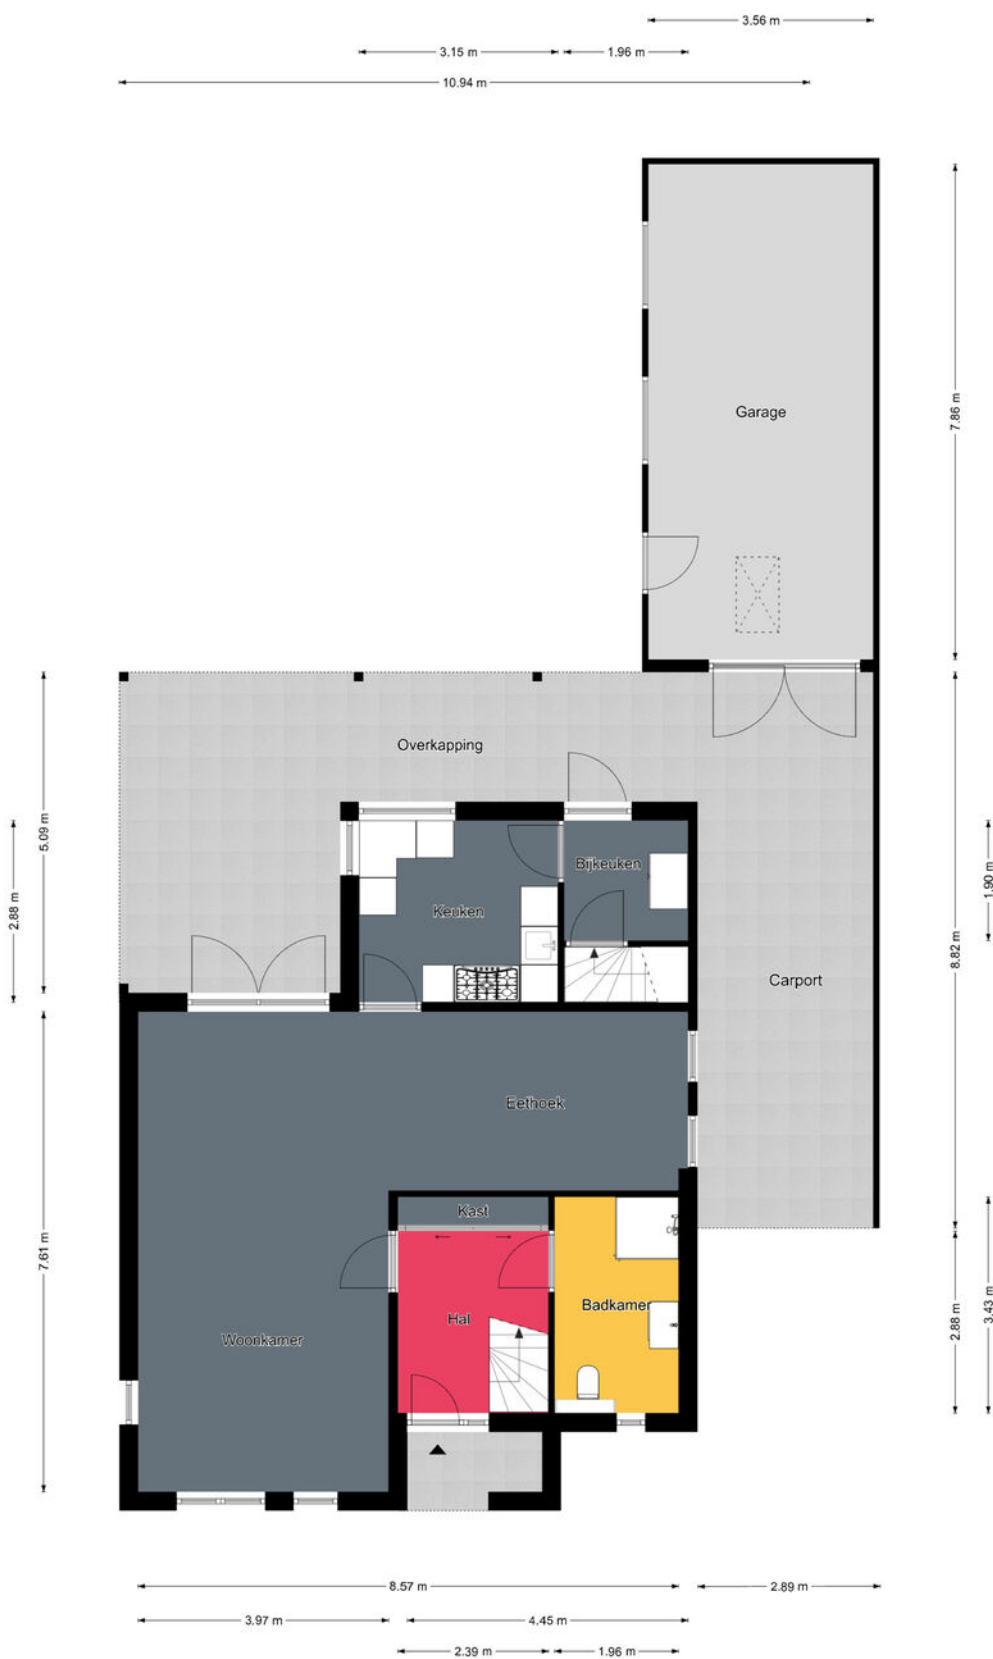 3.56 m
3.15 m
1.96 m
10.94 m
Garage
7.86 m
Overkapping
5.09 m
2.88 m
Bijkeuken
Keuken
1.90 m
8.82 m
Carport
Eethoek
Kast
7.61 m
Hal
Badkamer
Woonkamer
2.88 m
3.43 m
8.57 m
2.89 m
3.97 m
4.45 m
2.39 m
1.96 m